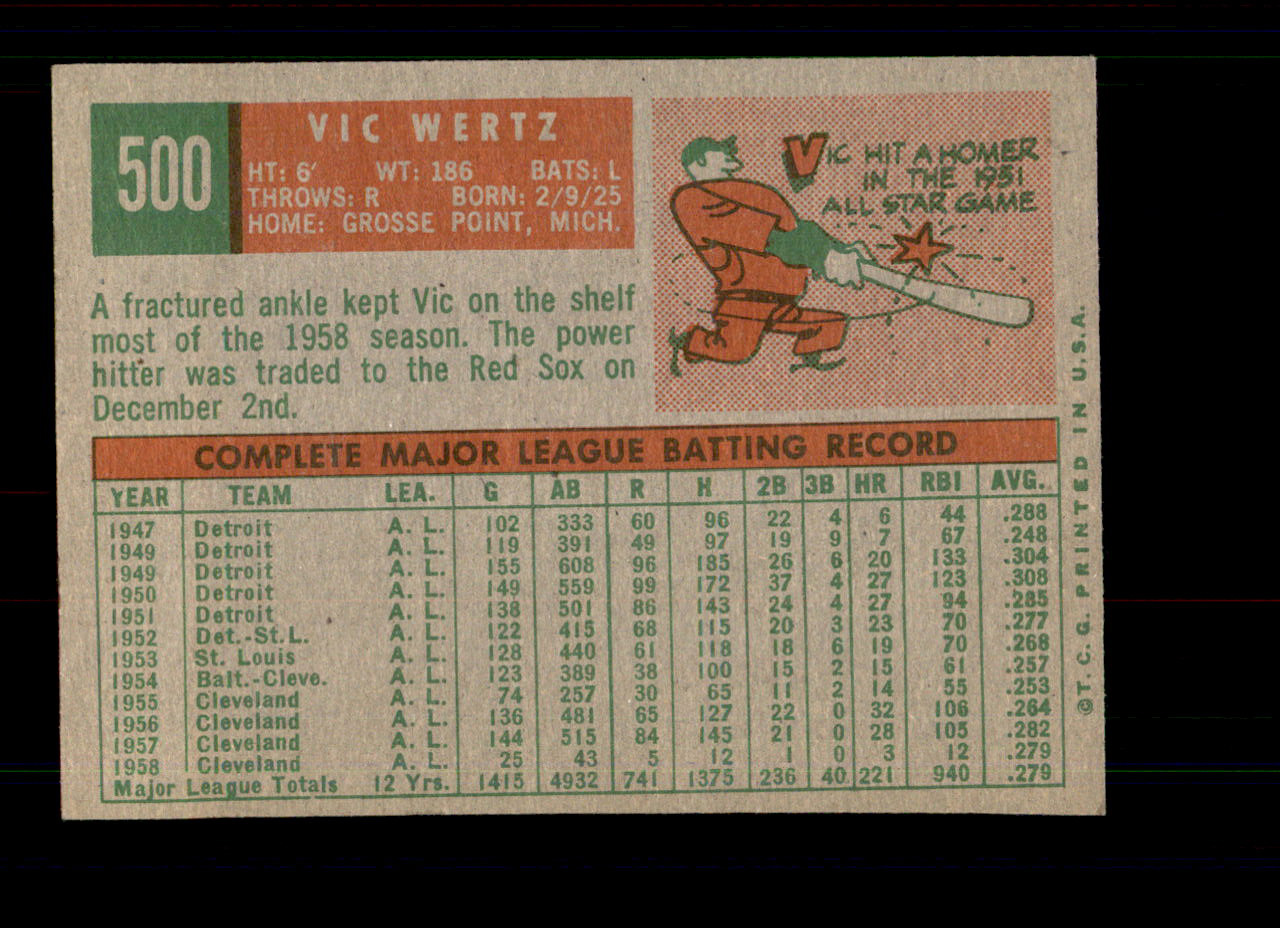 500
VIC WERTZ
HT: 6' WT: 186 BATS: L
THROWS: R BORN: 2/9/25
HOME: GROSSE POINT, MICH.
VIC HIT A HOMER
IN THE 1951
ALL STAR GAME
A fractured ankle kept Vic on the shelf
most of the 1958 season. The power
hitter was traded to the Red Sox on
December 2nd.
COMPLETE MAJOR LEAGUE BATTING RECORD
YEAR TEAM LEA. G AB R H 2B 3B HR RBI AVG.
1947 Detroit A. L. 102 333 60 96 22 4 6 44 .288
1949 Detroit A. L. 119 391 49 97 19 9 7 67 .248
1949 Detroit A. L. 155 608 96 185 26 6 20 133 .304
1950 Detroit A. L. 149 559 99 172 37 4 27 123 .308
1951 Detroit A. L. 138 501 86 143 24 4 27 94 .285
1952 Det.-St.L. A. L. 122 415 68 115 20 3 23 70 .277
1953 St. Louis A. L. 128 440 61 118 18 6 19 70 .268
1954 Balt.-Cleve. A. L. 123 389 38 100 15 2 15 61 .257
1955 Cleveland A. L. 74 257 30 65 11 2 14 55 .253
1956 Cleveland A. L. 136 481 65 127 22 0 32 106 .264
1957 Cleveland A. L. 144 515 84 145 21 0 28 105 .282
1958 Cleveland A. L. 25 43 5 12 1 0 3 12 .279
Major League Totals 12 Yrs. 1415 4932 741 1375 236 40 221 940 .279
©T. C. G. PRINTED IN U.S.A.